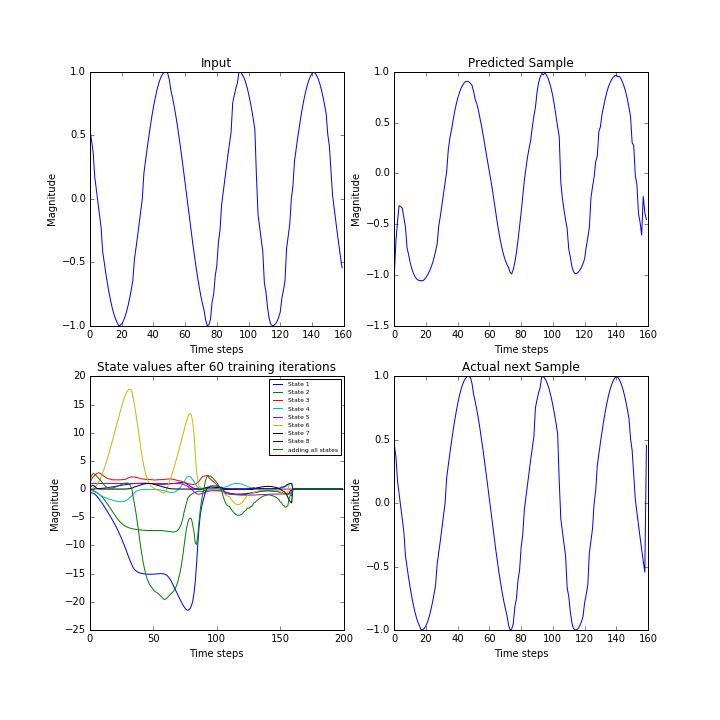 Input
Magnitude
1.0
0.5
0.0
−0.5
−1.0
0 20 40 60 80 100 120 140 160
Time steps
Predicted Sample
Magnitude
1.0
0.5
0.0
−0.5
−1.0
−1.5
0 20 40 60 80 100 120 140 160
Time steps
State values after 60 training iterations
Magnitude
20
15
10
5
0
−5
−10
−15
−20
−25
0 50 100 150 200
Time steps
State 1
State 2
State 3
State 4
State 5
State 6
State 7
State 8
adding all states
Actual next Sample
Magnitude
1.0
0.5
0.0
−0.5
−1.0
0 20 40 60 80 100 120 140 160
Time steps